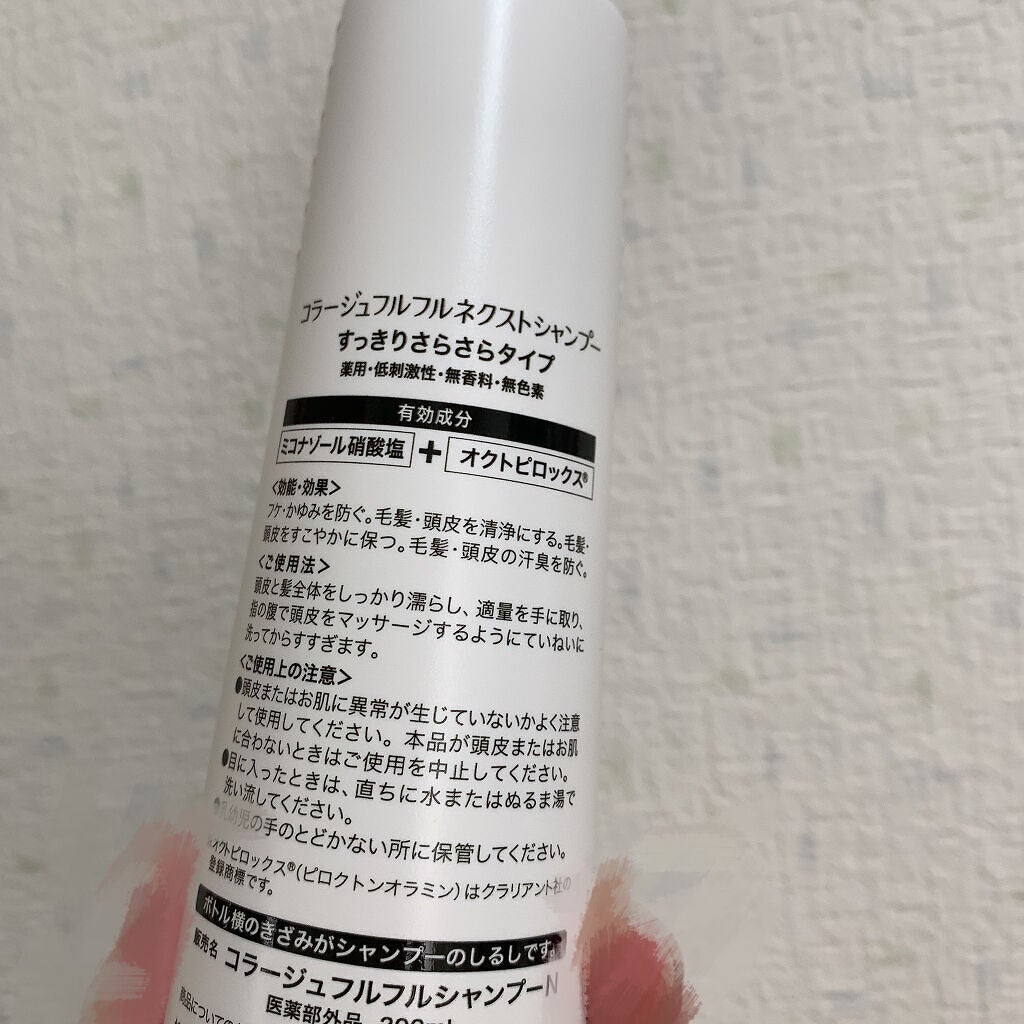 コラージュフルフルネクストシャンプー
すっきりさらさらタイプ
薬用・低刺激性・無香料・無色素
有効成分
ミコナゾール硝酸塩 + オクトピロックス®
<効能・効果>
フケ・かゆみを防ぐ。毛髪・頭皮を清浄にする。毛髪・
頭皮をすこやかに保つ。毛髪・頭皮の汗臭を防ぐ。
<ご使用法>
頭皮と髪全体をしっかり濡らし、適量を手に取り、
指の腹で頭皮をマッサージするようにていねいに
洗ってからすすぎます。
<ご使用上の注意>
●頭皮またはお肌に異常が生じていないかよく注意
して使用してください。本品が頭皮またはお肌
に合わないときはご使用を中止してください。
●目に入ったときは、直ちに水またはぬるま湯で
洗い流してください。
●乳幼児の手のとどかない所に保管してください。
※オクトピロックス®(ピロクトンオラミン)はクラリアント社の
登録商標です。
ボトル横のきざみがシャンプーのしるしです。
販売名 コラージュフルフルシャンプーN
医薬部外品 200ml
商品についての